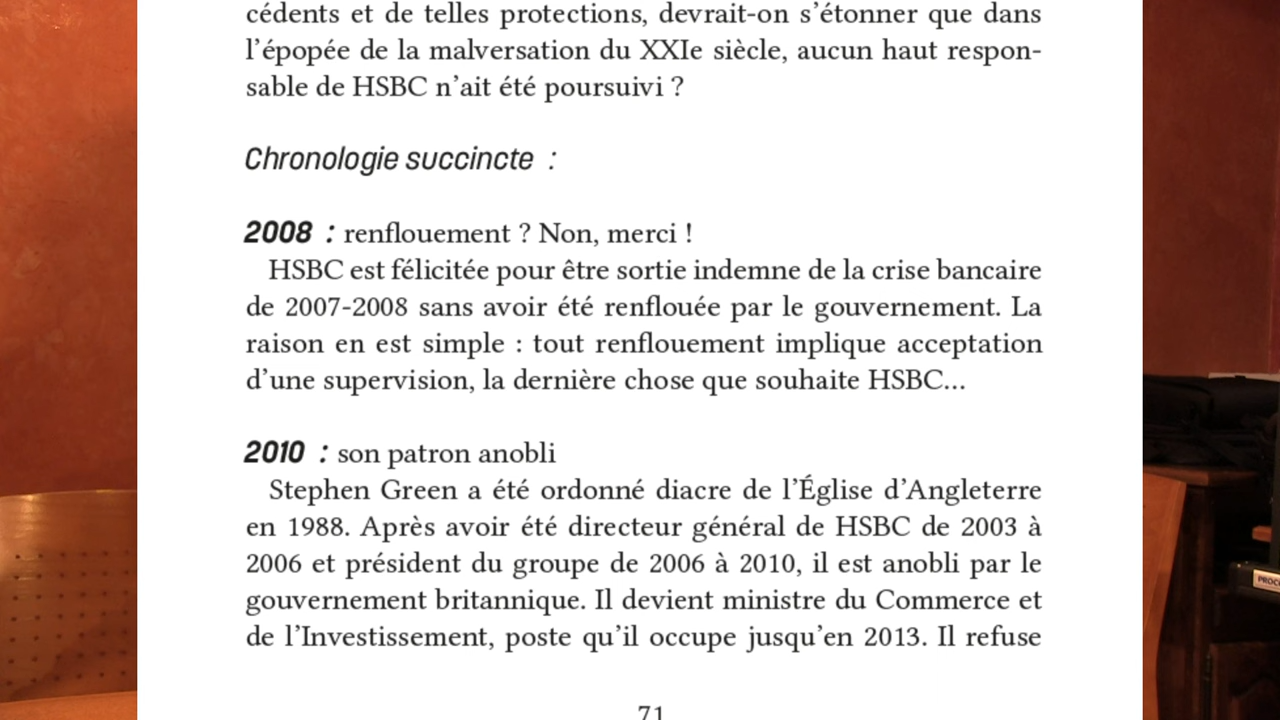 cédents et de telles protections, devrait-on s’étonner que dans
l’épopée de la malversation du XXIe siècle, aucun haut respon-
sable de HSBC n’ait été poursuivi ?
Chronologie succincte :
2008 : renflouement ? Non, merci !
HSBC est félicitée pour être sortie indemne de la crise bancaire
de 2007-2008 sans avoir été renflouée par le gouvernement. La
raison en est simple : tout renflouement implique acceptation
d’une supervision, la dernière chose que souhaite HSBC...
2010 : son patron anobli
Stephen Green a été ordonné diacre de l’Église d’Angleterre
en 1988. Après avoir été directeur général de HSBC de 2003 à
2006 et président du groupe de 2006 à 2010, il est anobli par le
gouvernement britannique. Il devient ministre du Commerce et
de l’Investissement, poste qu’il occupe jusqu’en 2013. Il refuse
71